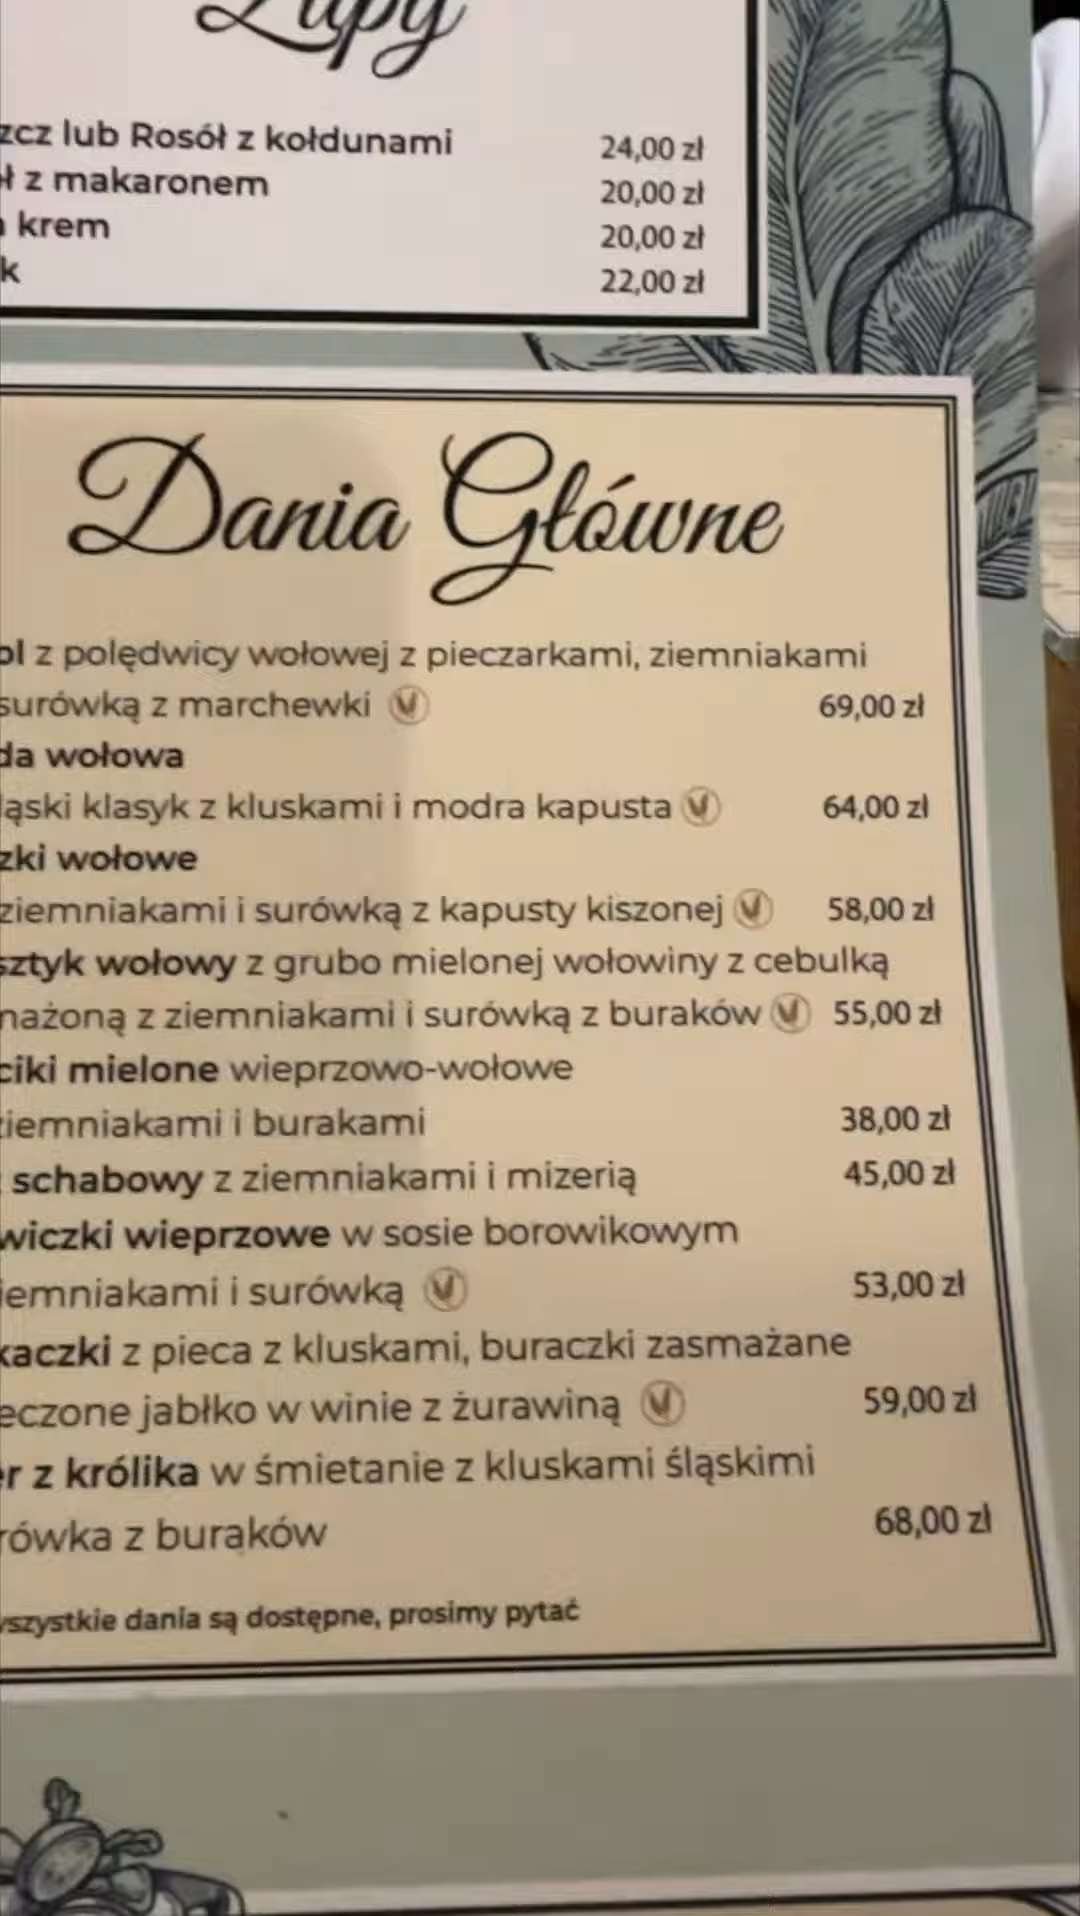 Zupy
zcz lub Rosół z kołdunami 24,00 zł
ł z makaronem 20,00 zł
krem 20,00 zł
k 22,00 zł
Dania Główne
ol z polędwicy wołowej z pieczarkami, ziemniakami
surówką z marchewki 69,00 zł
da wołowa
ląski klasyk z kluskami i modra kapusta 64,00 zł
zki wołowe
ziemniakami i surówką z kapusty kiszonej 58,00 zł
sztyk wołowy z grubo mielonej wołowiny z cebulką
mażoną z ziemniakami i surówką z buraków 55,00 zł
ciki mielone wieprzowo-wołowe
ziemniakami i burakami 38,00 zł
schabowy z ziemniakami i mizerią 45,00 zł
wiczki wieprzowe w sosie borowikowym
iemniakami i surówką 53,00 zł
kaczki z pieca z kluskami, buraczki zasmażane
eczone jabłko w winie z żurawiną 59,00 zł
er z królika w śmietanie z kluskami śląskimi
rówka z buraków 68,00 zł
wszystkie dania są dostępne, prosimy pytać